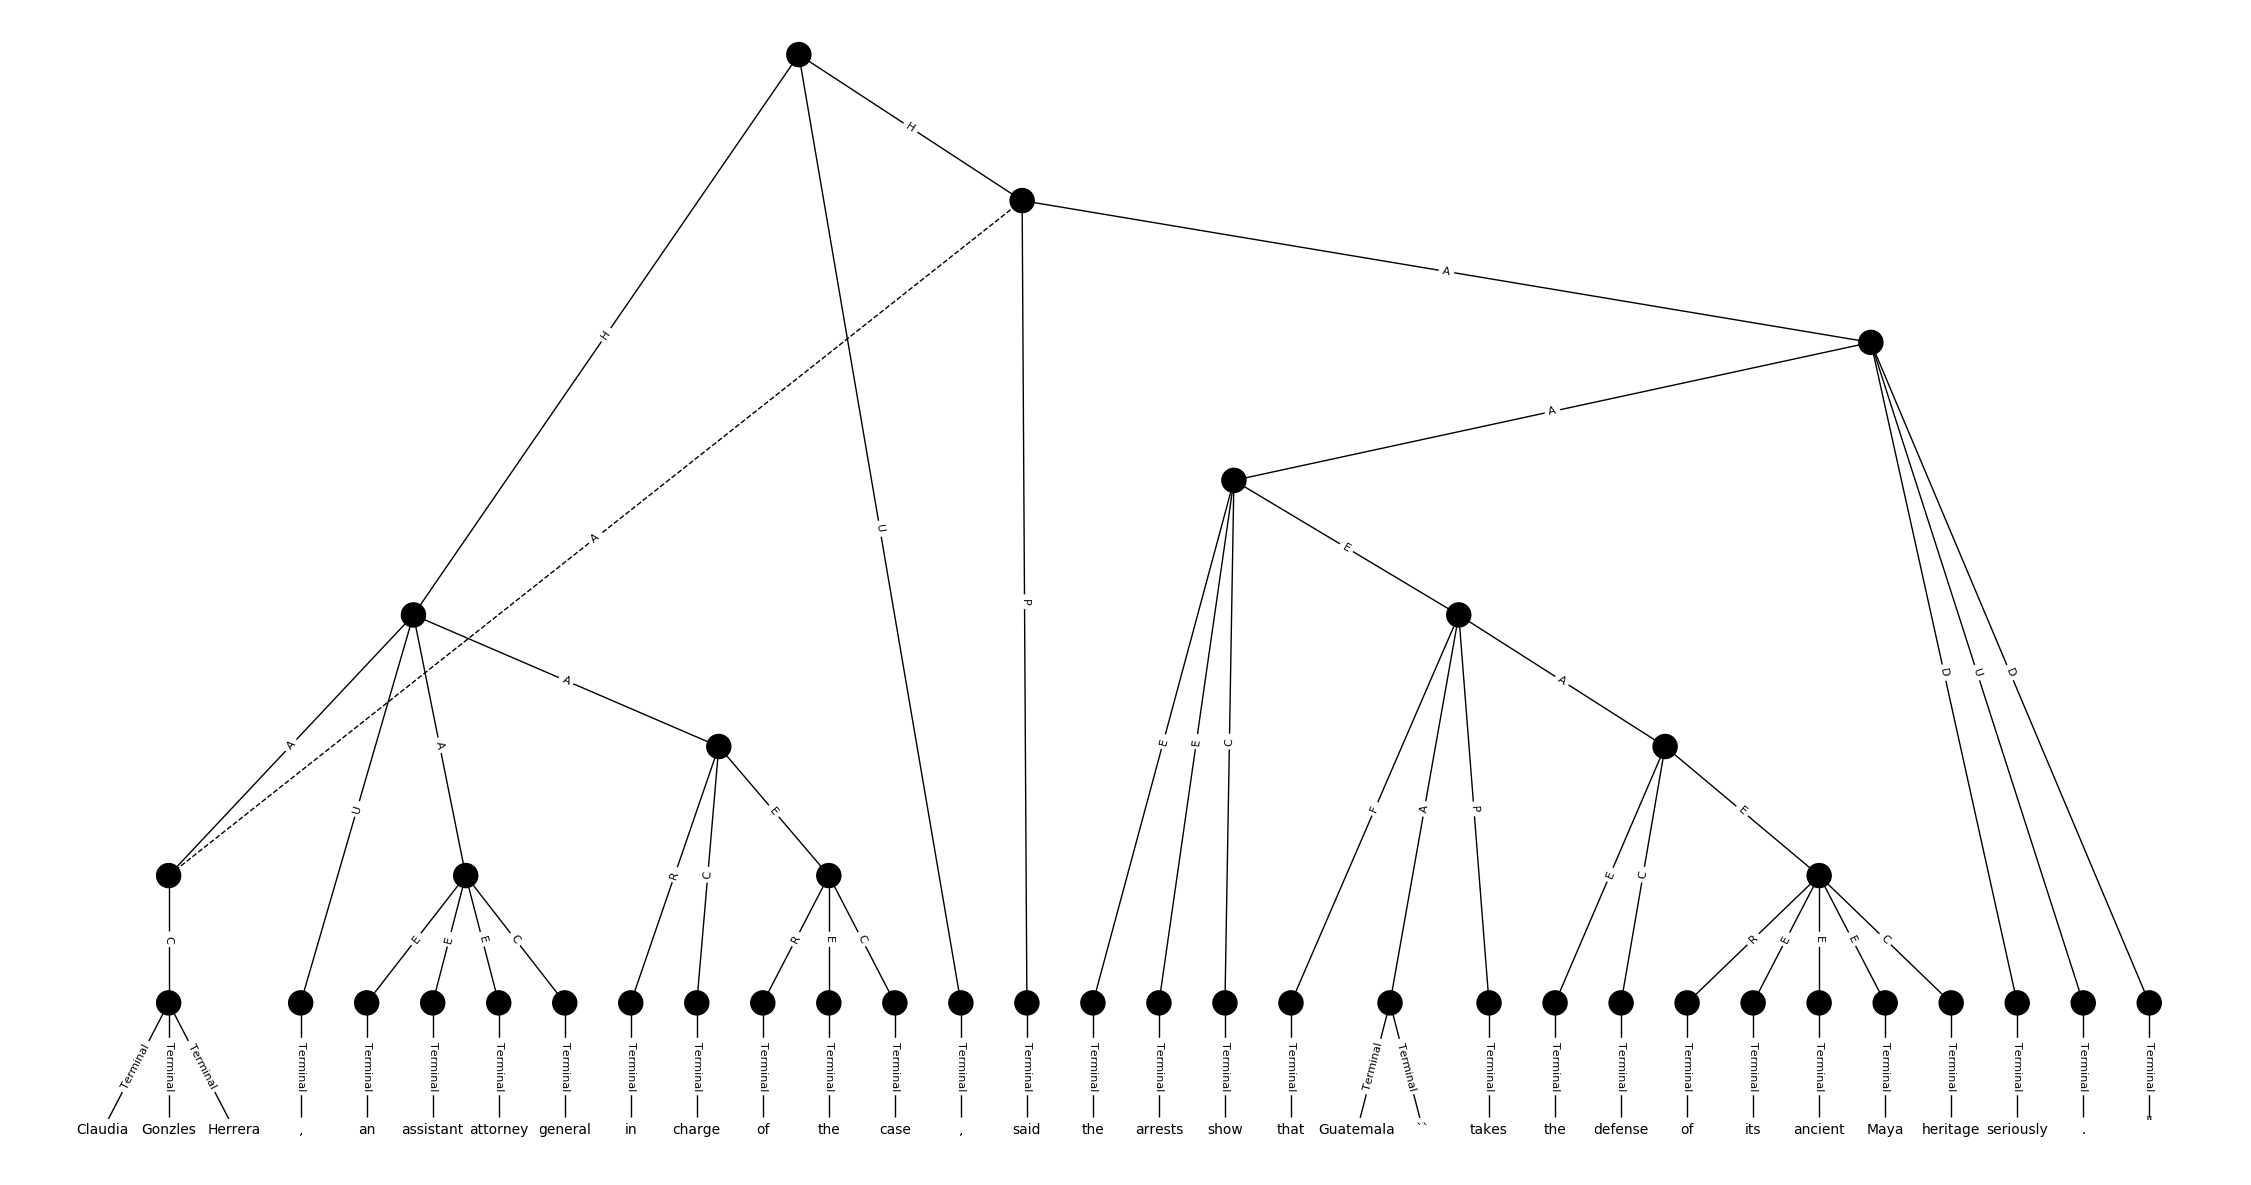 H
H
A
H
A
A
U
E
P
A
A
D
U
D
A
A
E
E
C
U
F
A
P
E
E
R
C
E
C
C
E
E
E
C
R
E
C
R
E
E
E
C
Terminal Terminal Terminal Terminal Terminal Terminal Terminal Terminal Terminal Terminal Terminal Terminal Terminal Terminal Terminal Terminal Terminal Terminal Terminal Terminal Terminal Terminal Terminal Terminal Terminal Terminal Terminal Terminal Terminal Terminal Terminal Terminal
Claudia Gonzles Herrera , an assistant attorney general in charge of the case , said the arrests show that Guatemala `` takes the defense of its ancient Maya heritage seriously . "